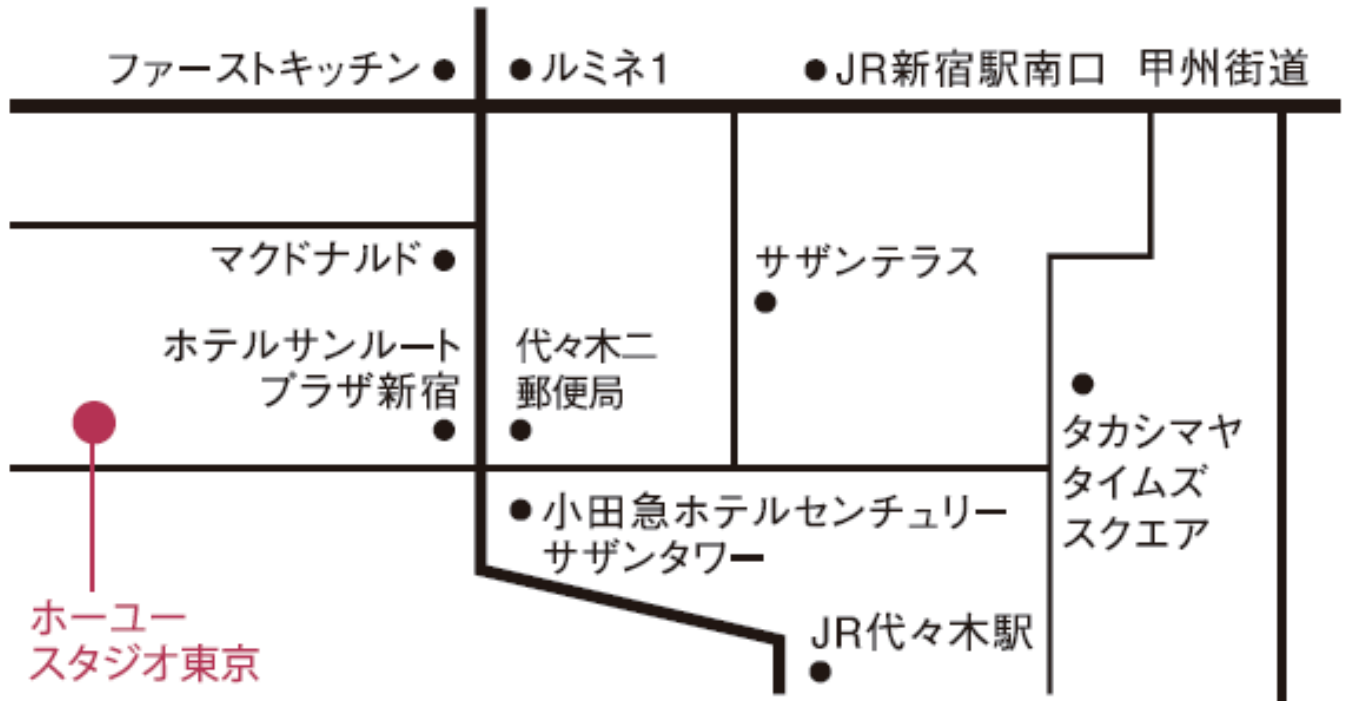 ファーストキッチン
ルミネ1
JR新宿駅南口
甲州街道
マクドナルド
サザンテラス
ホテルサンルート
プラザ新宿
代々木二
郵便局
タカシマヤ
タイムズ
スクエア
小田急ホテルセンチュリー
サザンタワー
ホーユー
スタジオ東京
JR代々木駅